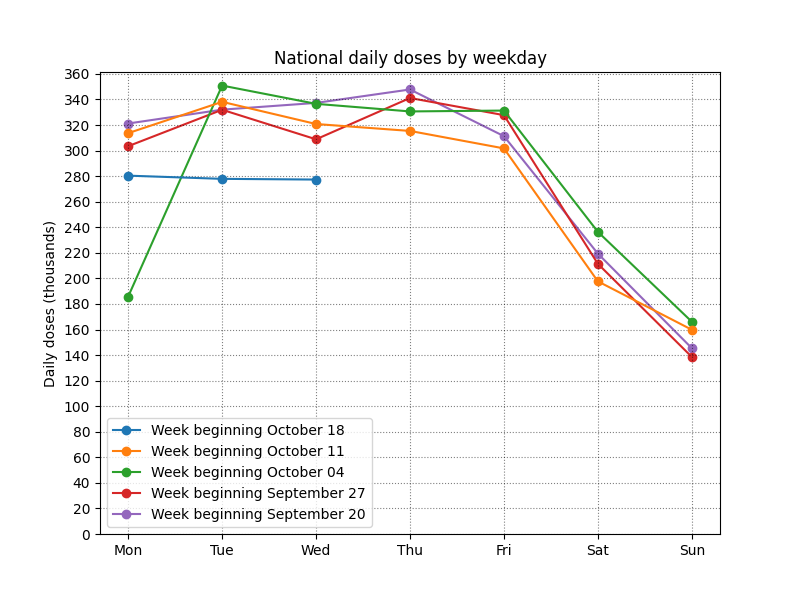 National daily doses by weekday
Daily doses (thousands)
360
340
320
300
280
260
240
220
200
180
160
140
120
100
80
60
40
20
0
Week beginning October 18
Week beginning October 11
Week beginning October 04
Week beginning September 27
Week beginning September 20
Mon Tue Wed Thu Fri Sat Sun